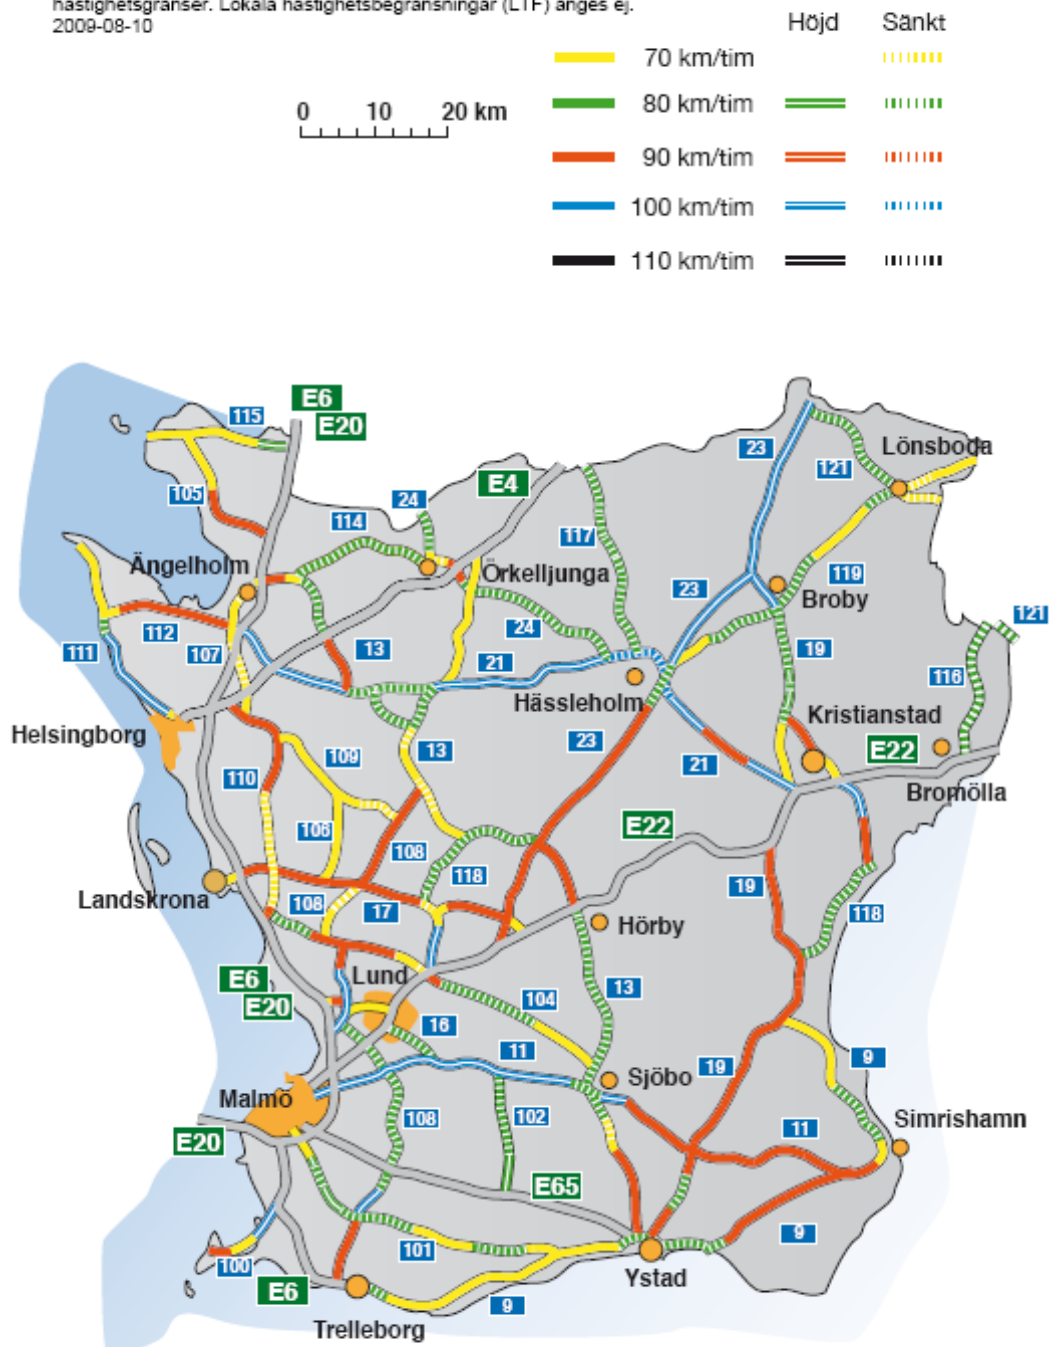 hastighetsgränser. Lokala hastighetsbegränsningar (LTF) anges ej.
2009-08-10
Höjd Sänkt
70 km/tim
80 km/tim
0 10 20 km
90 km/tim
100 km/tim
110 km/tim
E6
E20
115
23
Lönsboda
121
E4
24
105
114
117
Ängelholm
Örkelljunga
119
23
Broby
121
112
24
111
107
13
21
19
116
Hässleholm
Kristianstad
Helsingborg
23
13
109
E22
21
110
Bromölla
E22
106
108
118
19
Landskrona
108
17
118
Hörby
E6
E20
Lund
13
104
16
11
19
9
Sjöbo
Malmö
108
102
11
Simrishamn
E20
E65
9
101
100
Ystad
E6
9
Trelleborg